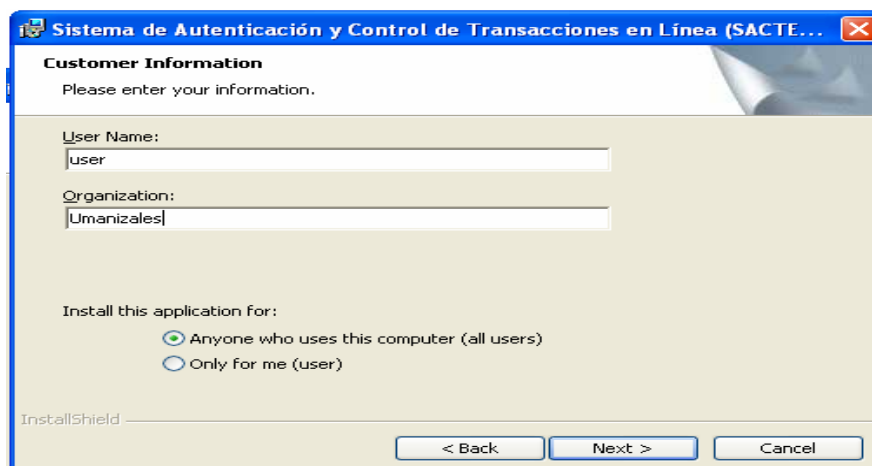 Sistema de Autenticación y Control de Transacciones en Línea (SACTE...
Customer Information
Please enter your information.
User Name:
user
Organization:
Umanizales
Install this application for:
Anyone who uses this computer (all users)
Only for me (user)
InstallShield
< Back Next > Cancel